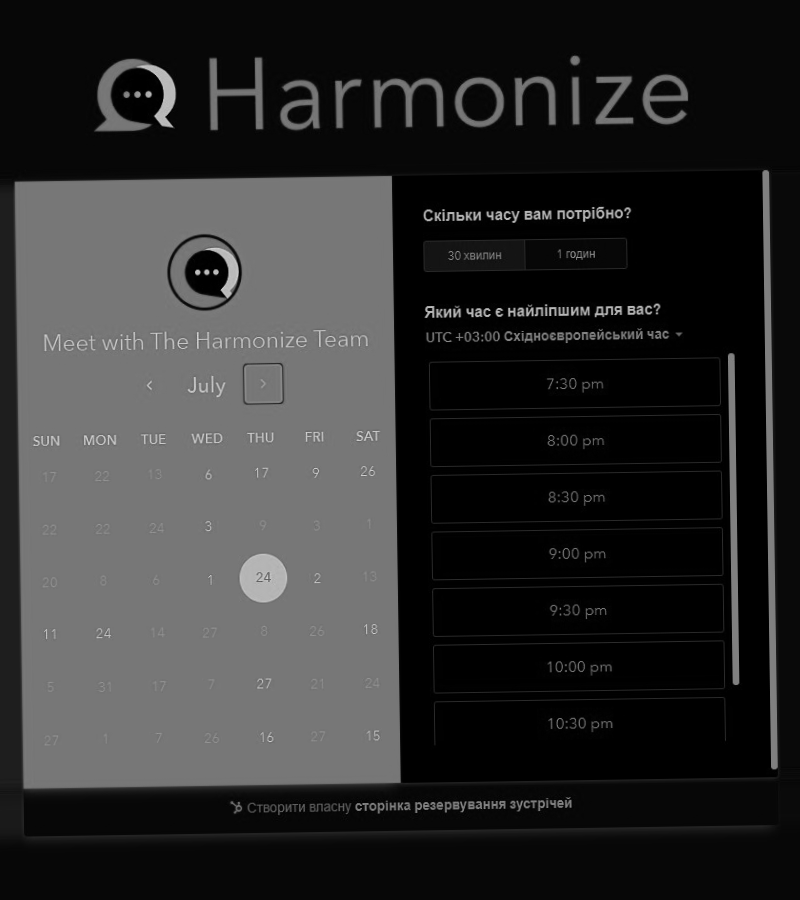 Harmonize
Meet with The Harmonize Team
July
SUN MON TUE WED THU FRI SAT
17 22 13 6 17 9 26
22 22 24 3 9 3 1
20 8 6 1 24 2 13
11 24 14 27 8 26 18
5 31 17 7 27 21 24
27 1 7 26 16 27 15
Скільки часу вам потрібно?
30 хвилин 1 годин
Який час є найліпшим для вас?
UTC +03:00 Східноєвропейський час
7:30 pm
8:00 pm
8:30 pm
9:00 pm
9:30 pm
10:00 pm
10:30 pm
Створити власну сторінка резервування зустрічей